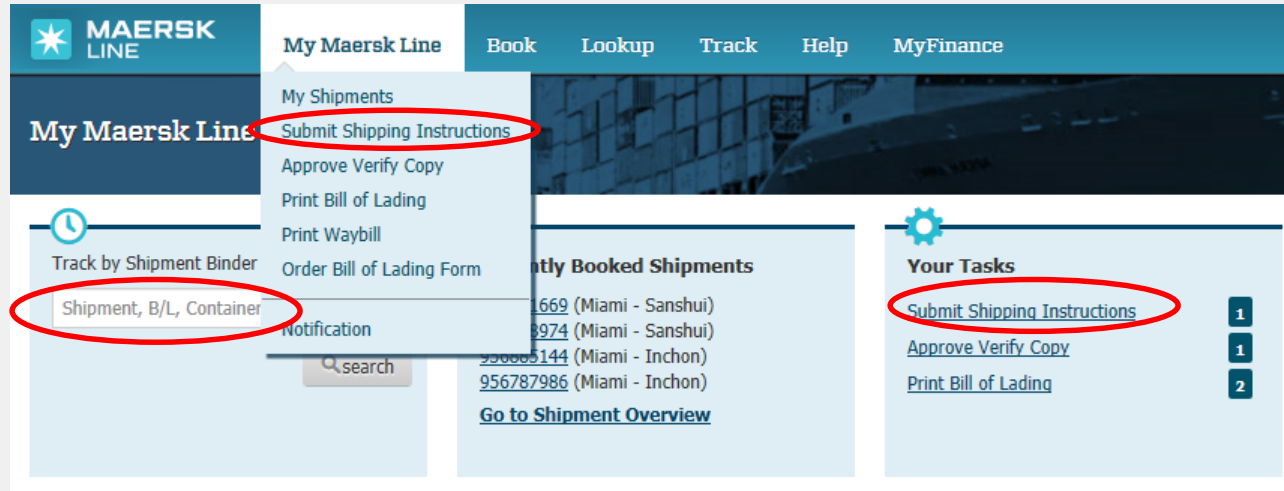 MAERSK
LINE
My Maersk Line
Book
Lookup
Track
Help
MyFinance
My Maersk Line
My Shipments
Submit Shipping Instructions
Approve Verify Copy
Print Bill of Lading
Print Waybill
Order Bill of Lading Form
Notification
Track by Shipment Binder
Shipment, B/L, Container
search
Booked Shipments
(Miami - Sanshui)
(Miami - Sanshui)
(Miami - Inchon)
956787986 (Miami - Inchon)
Go to Shipment Overview
Your Tasks
Submit Shipping Instructions 1
Approve Verify Copy 1
Print Bill of Lading 2